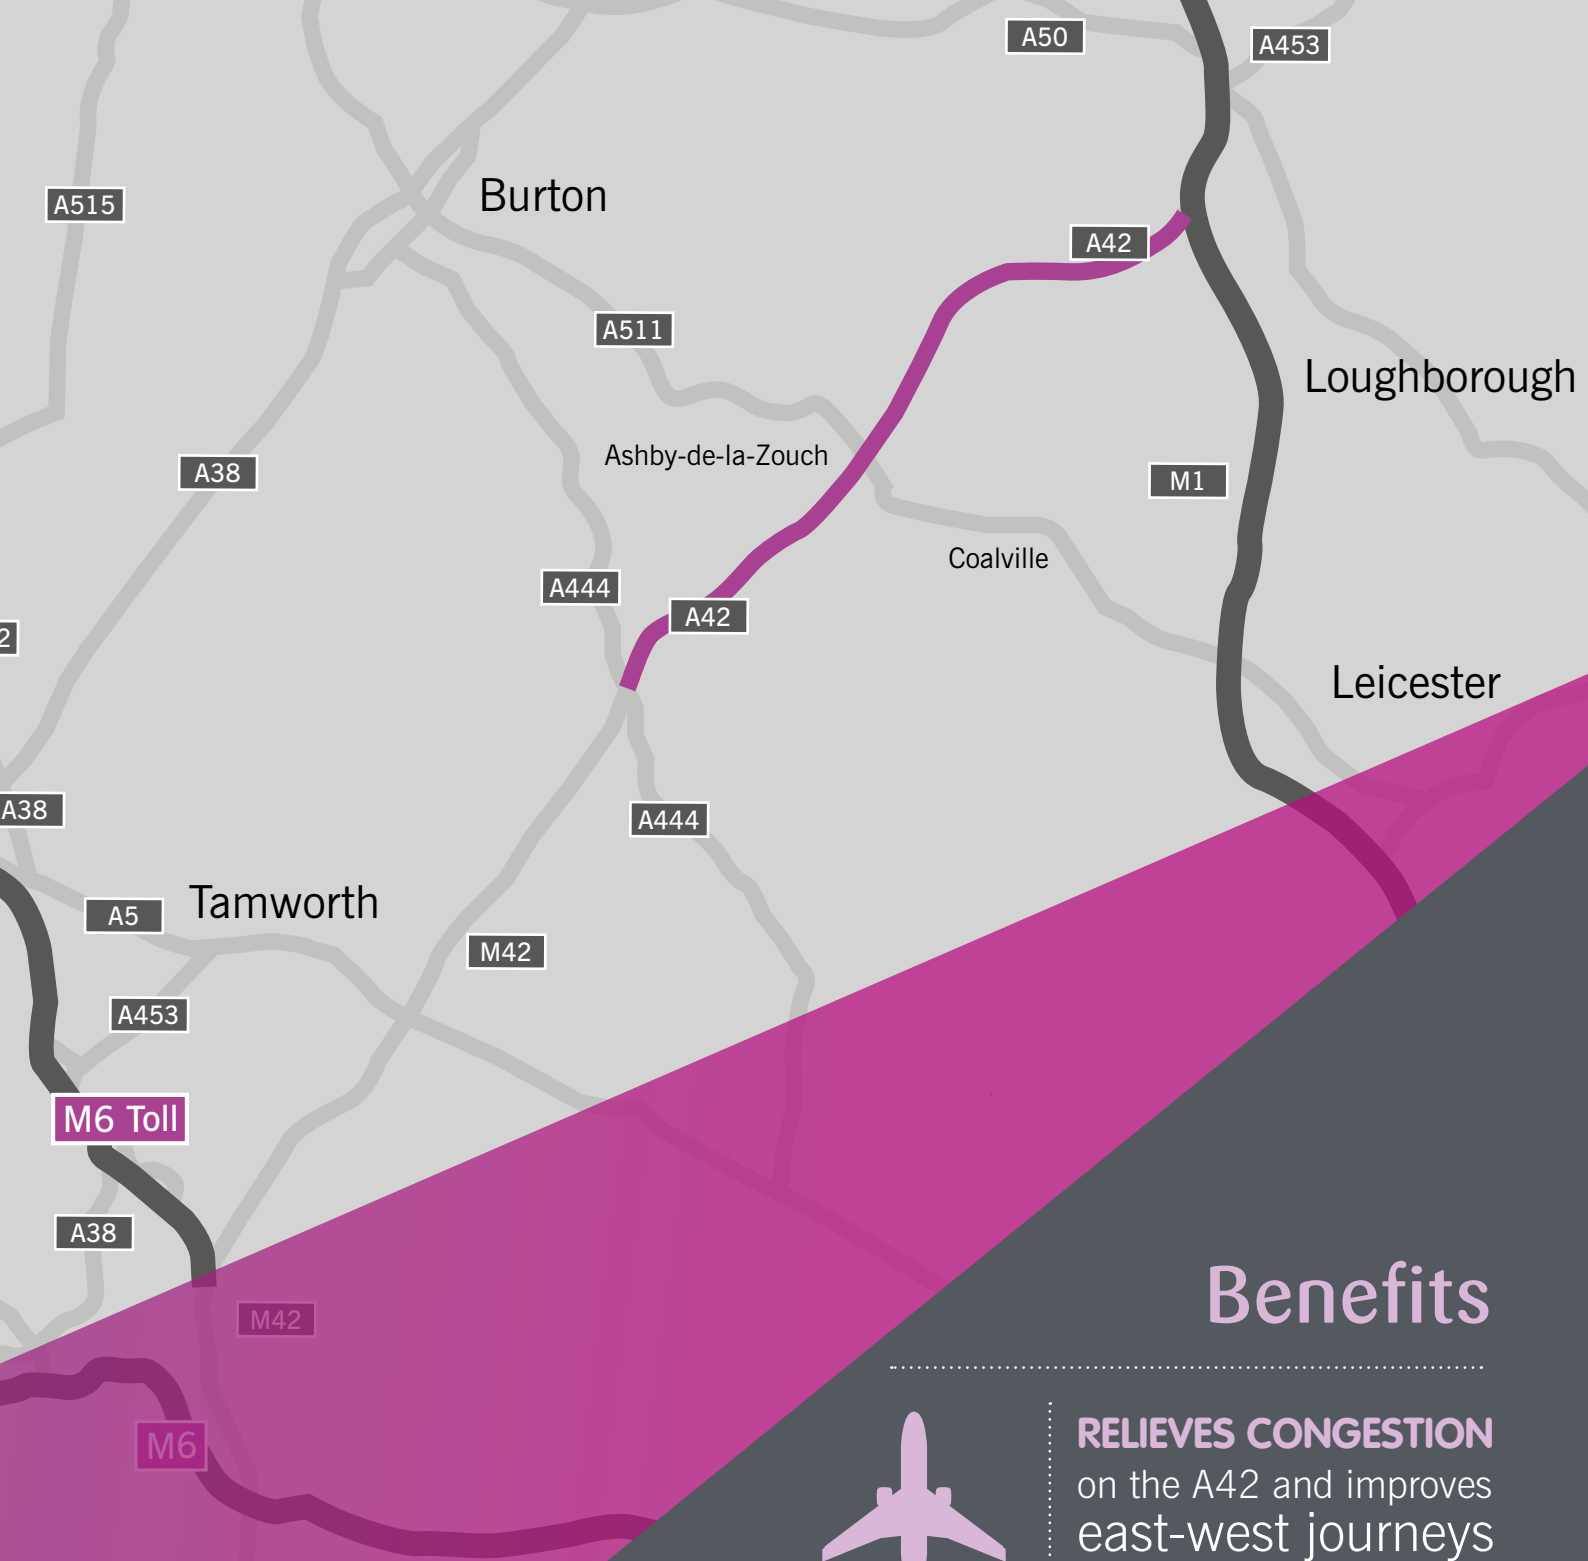 A50
A453
Burton
A515
A42
A511
Loughborough
Ashby-de-la-Zouch
A38
M1
Coalville
A444
A42
2
Leicester
A38
A444
Tamworth
A5
M42
A453
M6 Toll
A38
M42
M6
Benefits
RELIEVES CONGESTION
on the A42 and improves
east-west journeys